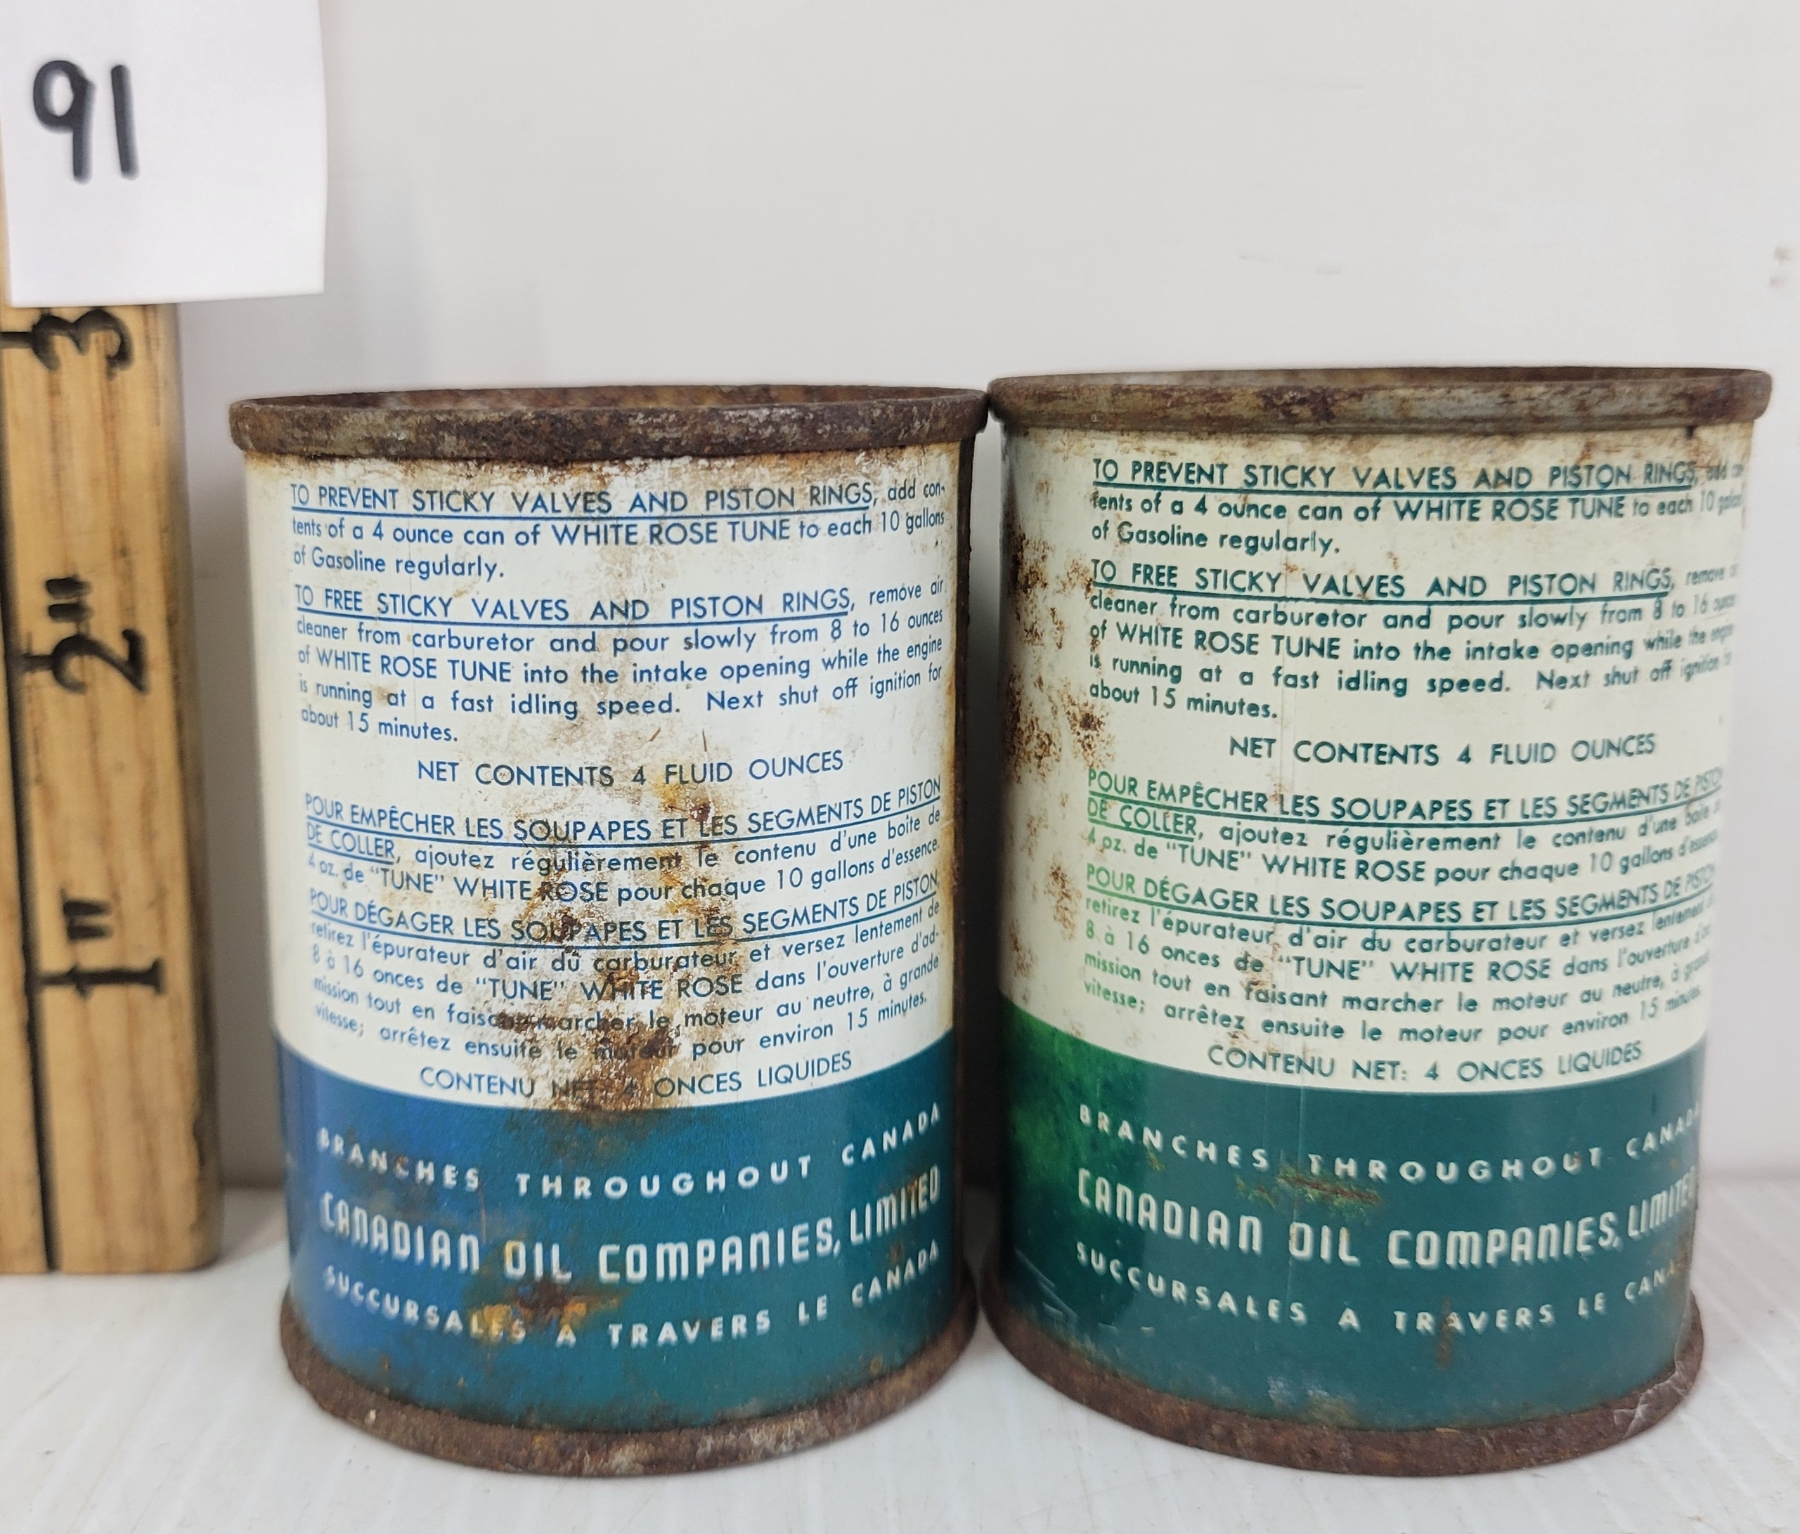 91
3
2"
1"
TO PREVENT STICKY VALVES AND PISTON RINGS, add con-
tents of a 4 ounce can of WHITE ROSE TUNE to each 10 gallons
of Gasoline regularly.
TO FREE STICKY VALVES AND PISTON RINGS, remove air
cleaner from carburetor and pour slowly from 8 to 16 ounces
of WHITE ROSE TUNE into the intake opening while the engine
is running at a fast idling speed. Next shut off ignition for
about 15 minutes.
NET CONTENTS 4 FLUID OUNCES
POUR EMPÊCHER LES SOUPAPES ET LES SEGMENTS DE PISTON
DE COLLER, ajoutez régulièrement le contenu d'une boîte de
4 oz. de "TUNE" WHITE ROSE pour chaque 10 gallons d'essence.
POUR DÉGAGER LES SOUPAPES ET LES SEGMENTS DE PISTON,
retirez l'épurateur d'air du carburateur et versez lentement de
8 à 16 onces de "TUNE" WHITE ROSE dans l'ouverture d'ad-
mission tout en faisant marcher le moteur au neutre, à grande
vitesse; arrêtez ensuite le moteur pour environ 15 minutes.
CONTENU NET: 4 ONCES LIQUIDES
BRANCHES THROUGHOUT CANADA
CANADIAN OIL COMPANIES, LIMITED
SUCCURSALES A TRAVERS LE CANADA
TO PREVENT STICKY VALVES AND PISTON RINGS, add
tents of a 4 ounce can of WHITE ROSE TUNE to each 10
of Gasoline regularly.
TO FREE STICKY VALVES AND PISTON RINGS, remove
cleaner from carburetor and pour slowly from 8 to 16
of WHITE ROSE TUNE into the intake opening while the engine
is running at a fast idling speed. Next shut off ignition
about 15 minutes.
NET CONTENTS 4 FLUID OUNCES
POUR EMPÊCHER LES SOUPAPES ET LES SEGMENTS DE PISTON
DE COLLER, ajoutez régulièrement le contenu d'une boîte
4 oz. de "TUNE" WHITE ROSE pour chaque 10 gallons d'essence
POUR DÉGAGER LES SOUPAPES ET LES SEGMENTS DE PISTON
retirez l'épurateur d'air du carburateur et versez lentement
8 à 16 onces de "TUNE" WHITE ROSE dans l'ouverture
mission tout en faisant marcher le moteur au neutre, à
vitesse; arrêtez ensuite le moteur pour environ 15 minutes
CONTENU NET: 4 ONCES LIQUIDES
BRANCHES THROUGHOUT CANADA
CANADIAN OIL COMPANIES, LIMITED
SUCCURSALES A TRAVERS LE